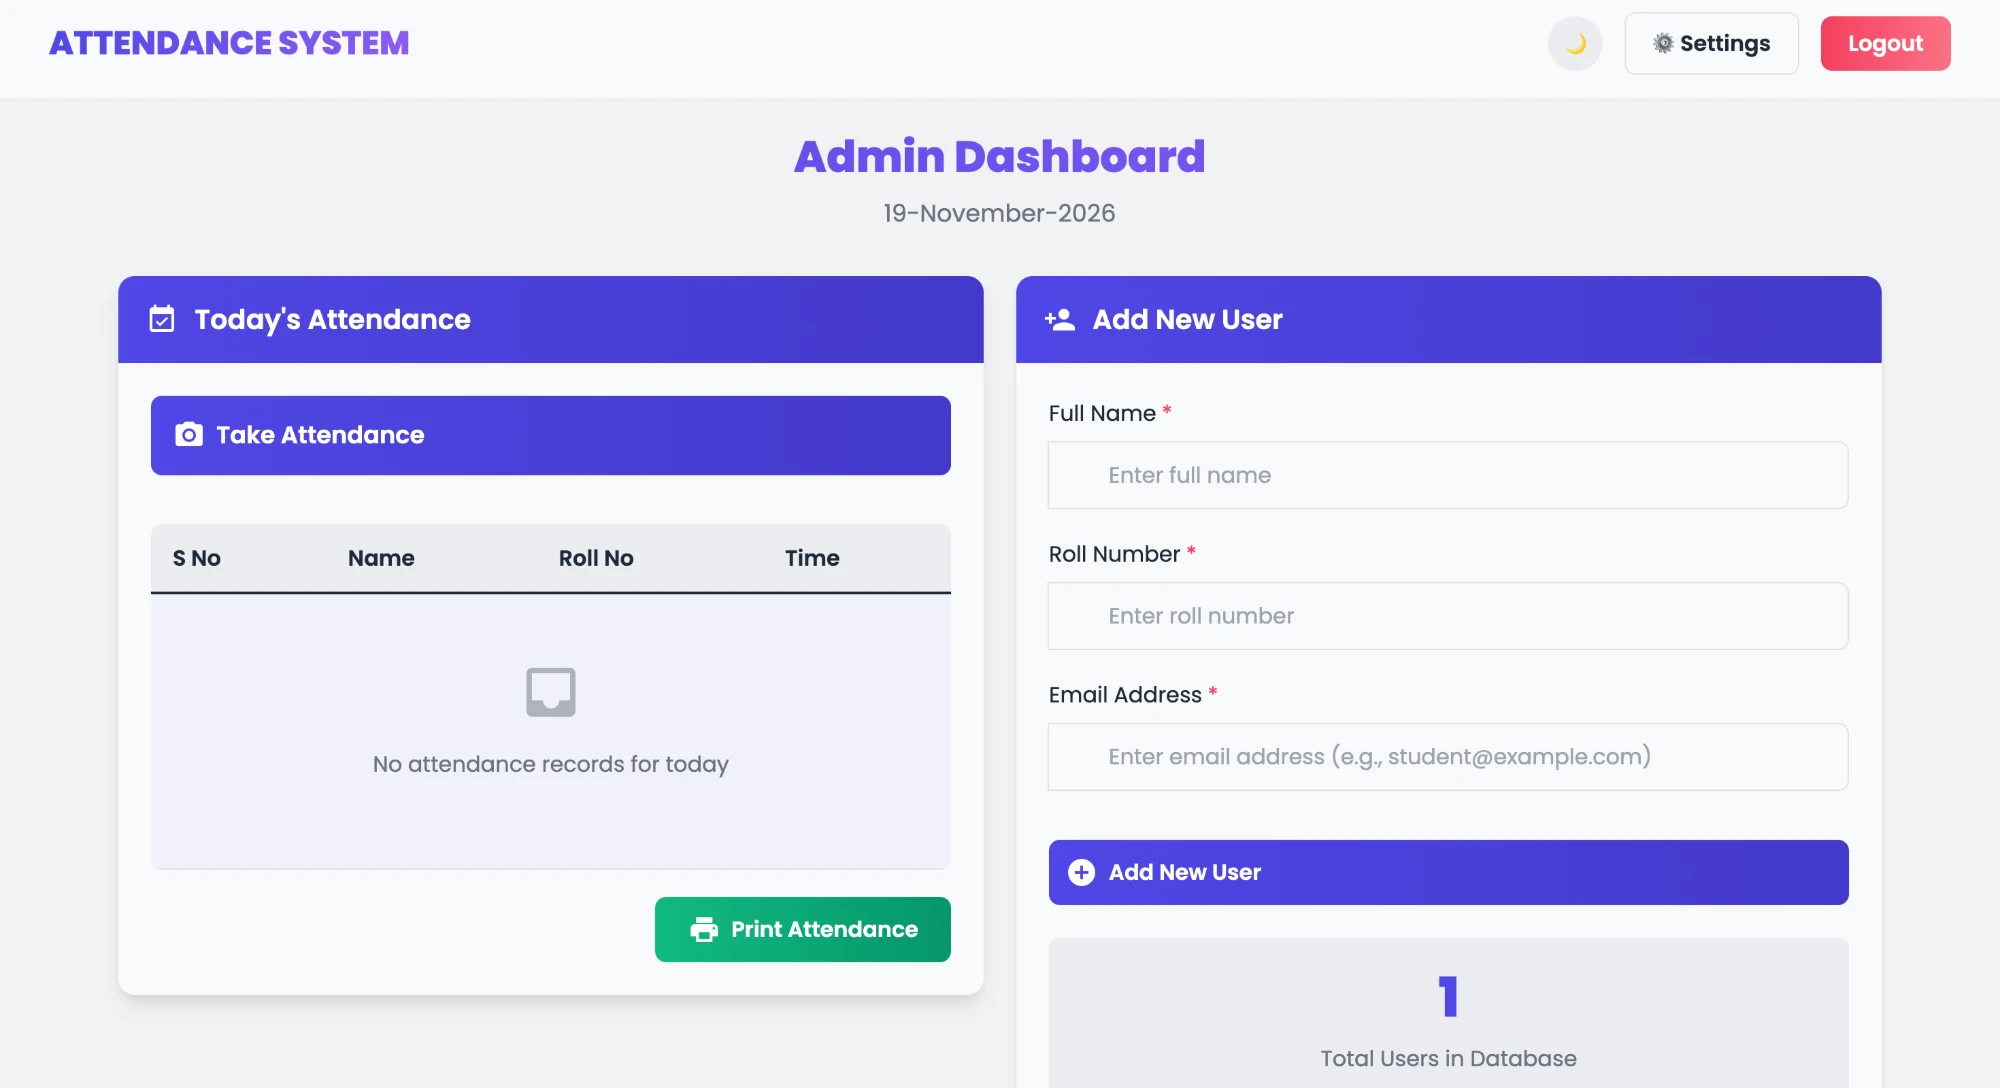 ATTENDANCE SYSTEM
Settings
Logout
Admin Dashboard
19-November-2026
Today's Attendance
Take Attendance
S No Name Roll No Time
No attendance records for today
Print Attendance
Add New User
Full Name *
Enter full name
Roll Number *
Enter roll number
Email Address *
Enter email address (e.g., student@example.com)
Add New User
1
Total Users in Database